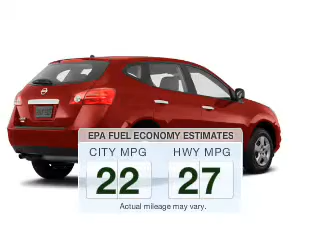 EPA FUEL ECONOMY ESTIMATES
CITY MPG HWY MPG
22 27
Actual mileage may vary.